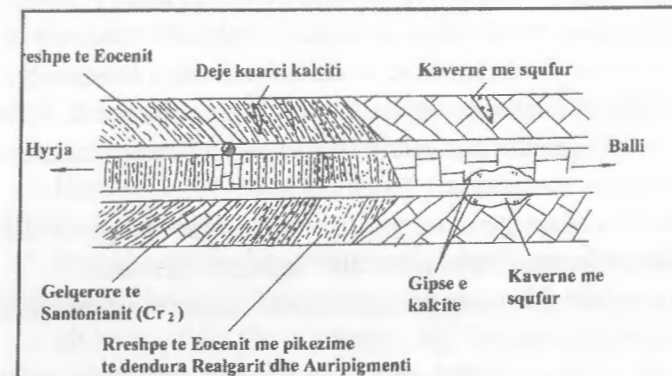 reshpe te Eocenit
Deje kuarci kalciti
Kaverne me squfur
Hyrja
Balli
Gelqerore te
Santonianit (Cr₂)
Gipse e
kalcite
Kaverne me
squfur
Rreshpe te Eocenit me pikezime
te dendura Realgarit dhe Auripigmenti